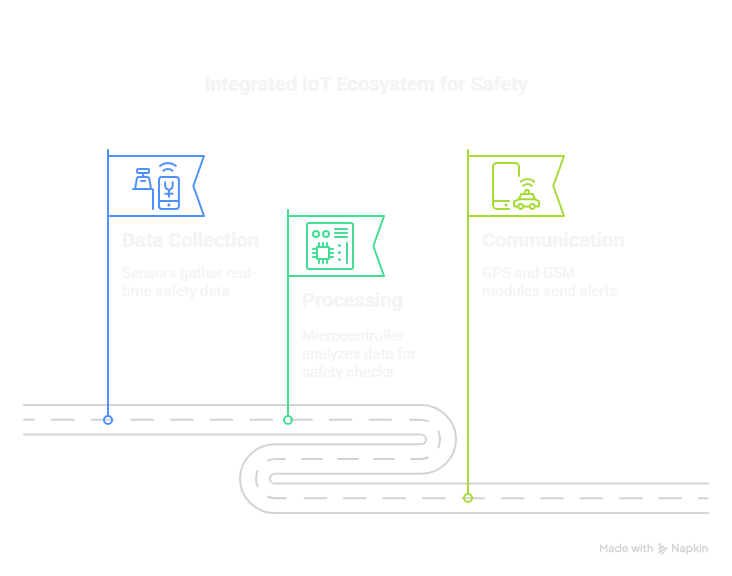 Integrated IoT Ecosystem for Safety
Data Collection
Sensors gather real-
time safety data
Processing
Microcontroller
analyzes data for
safety checks
Communication
GPS and GSM
modules send alerts
Made with Napkin